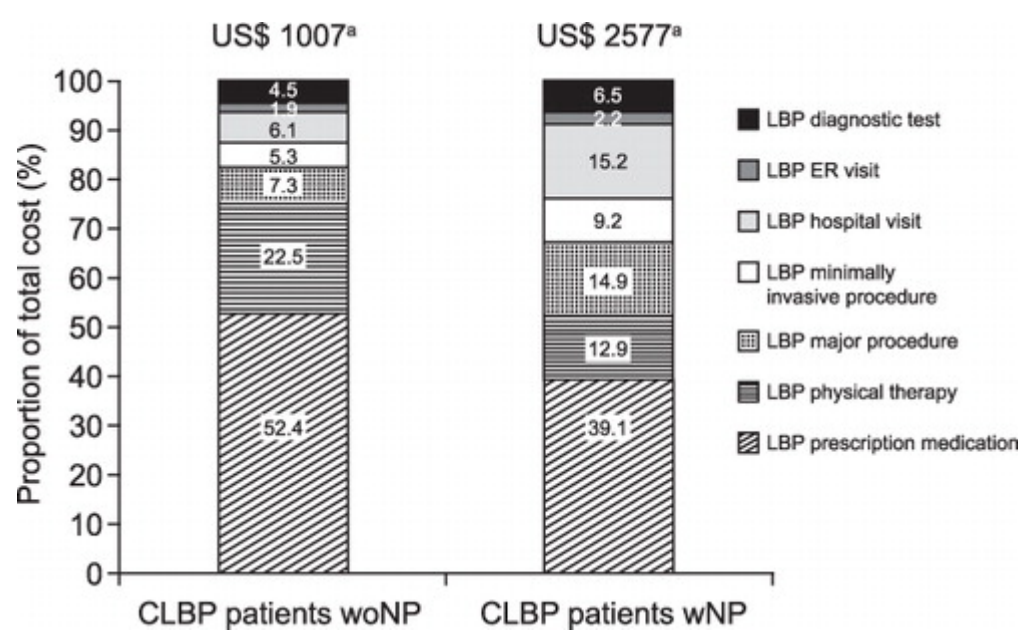 US$ 1007ᵃ
US$ 2577ᵃ
Proportion of total cost (%)
100
90
80
70
60
50
40
30
20
10
0
4.5
1.9
6.1
5.3
7.3
22.5
52.4
6.5
2.2
15.2
9.2
14.9
12.9
39.1
CLBP patients woNP
CLBP patients wNP
LBP diagnostic test
LBP ER visit
LBP hospital visit
LBP minimally
invasive procedure
LBP major procedure
LBP physical therapy
LBP prescription medication